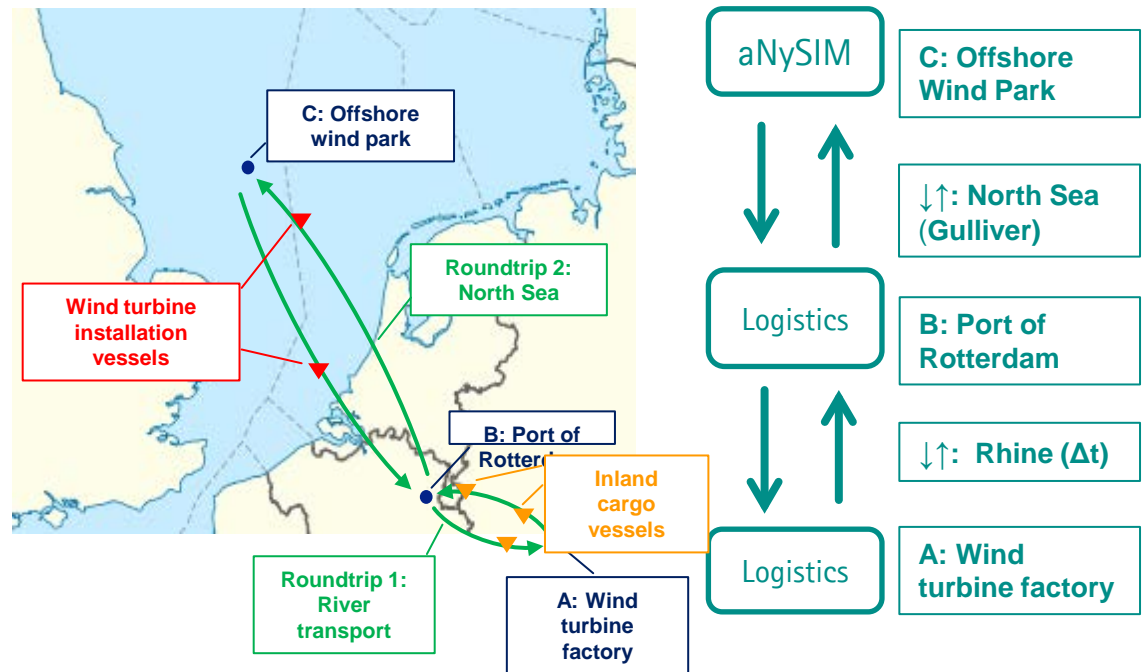 C: Offshore
wind park
Wind turbine
installation
vessels
Roundtrip 2:
North Sea
B: Port of
Inland
cargo
vessels
Roundtrip 1:
River
transport
A: Wind
turbine
factory
aNySIM
C: Offshore
Wind Park
↓↑: North Sea
(Gulliver)
Logistics
B: Port of
Rotterdam
↓↑: Rhine (Δt)
Logistics
A: Wind
turbine factory